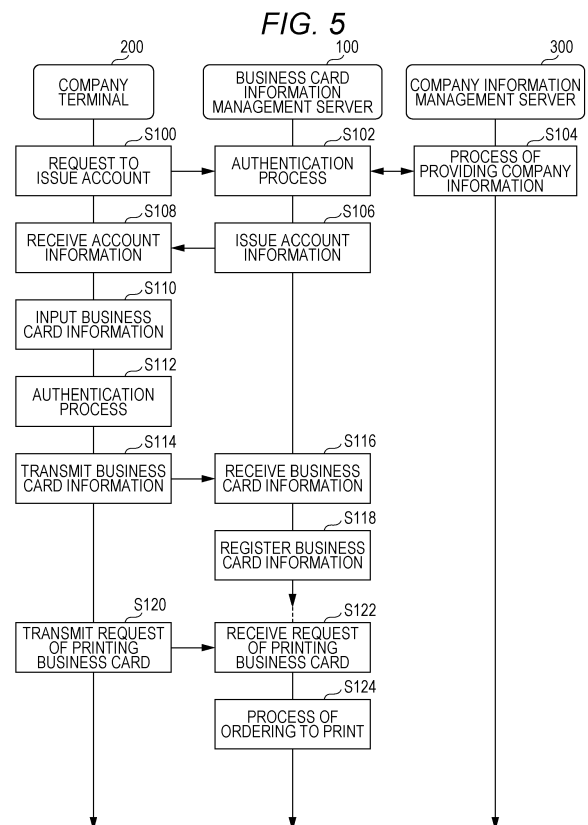 FIG. 5
200
100
300
COMPANY
TERMINAL
BUSINESS CARD
INFORMATION
MANAGEMENT SERVER
COMPANY INFORMATION
MANAGEMENT SERVER
S100
S102
S104
REQUEST TO
ISSUE ACCOUNT
AUTHENTICATION
PROCESS
PROCESS OF
PROVIDING COMPANY
INFORMATION
S108
S106
RECEIVE ACCOUNT
INFORMATION
ISSUE ACCOUNT
INFORMATION
S110
INPUT BUSINESS
CARD INFORMATION
S112
AUTHENTICATION
PROCESS
S114
S116
TRANSMIT BUSINESS
CARD INFORMATION
RECEIVE BUSINESS
CARD INFORMATION
S118
REGISTER BUSINESS
CARD INFORMATION
S120
S122
TRANSMIT REQUEST
OF PRINTING
BUSINESS CARD
RECEIVE REQUEST
OF PRINTING
BUSINESS CARD
S124
PROCESS OF
ORDERING TO PRINT